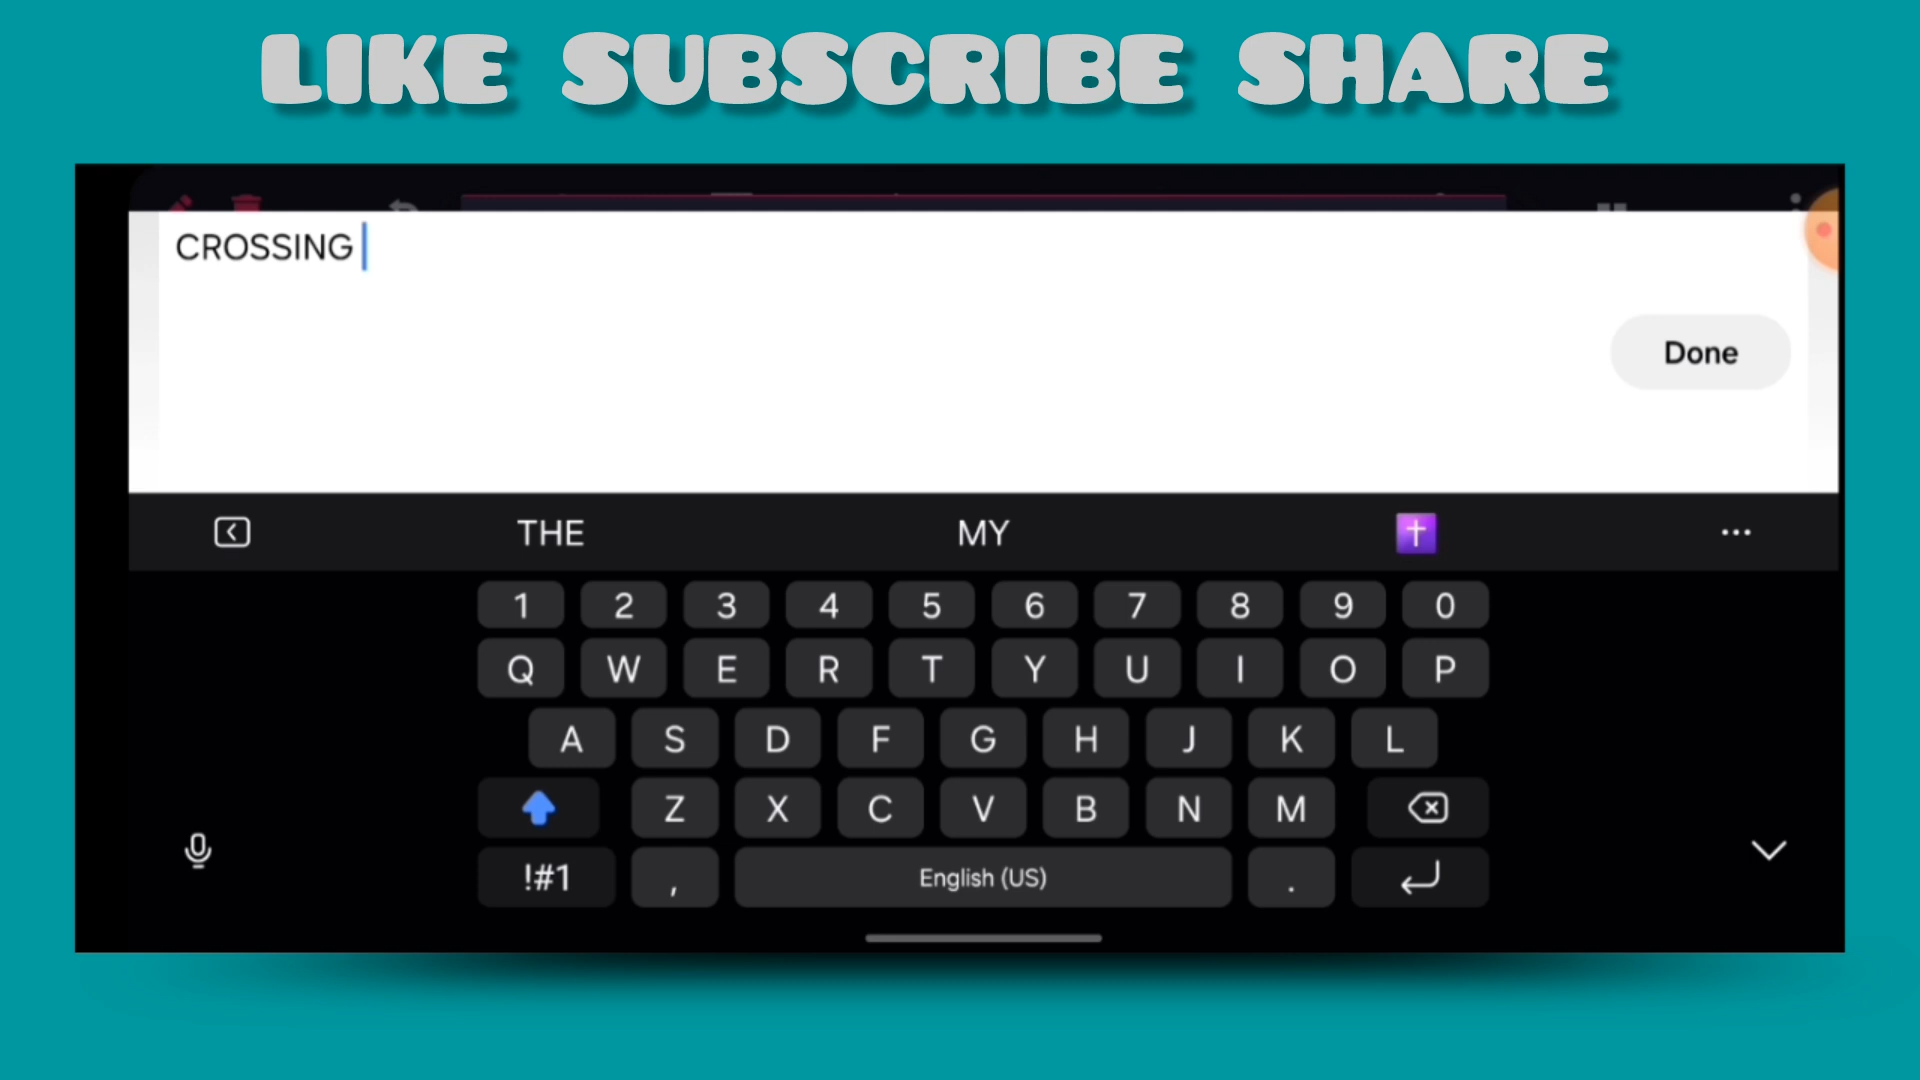 LIKE SUBSCRIBE SHARE
CROSSING
Done
THE MY
1 2 3 4 5 6 7 8 9 0
Q W E R T Y U I O P
A S D F G H J K L
Z X C V B N M
!#1 , English (US) .